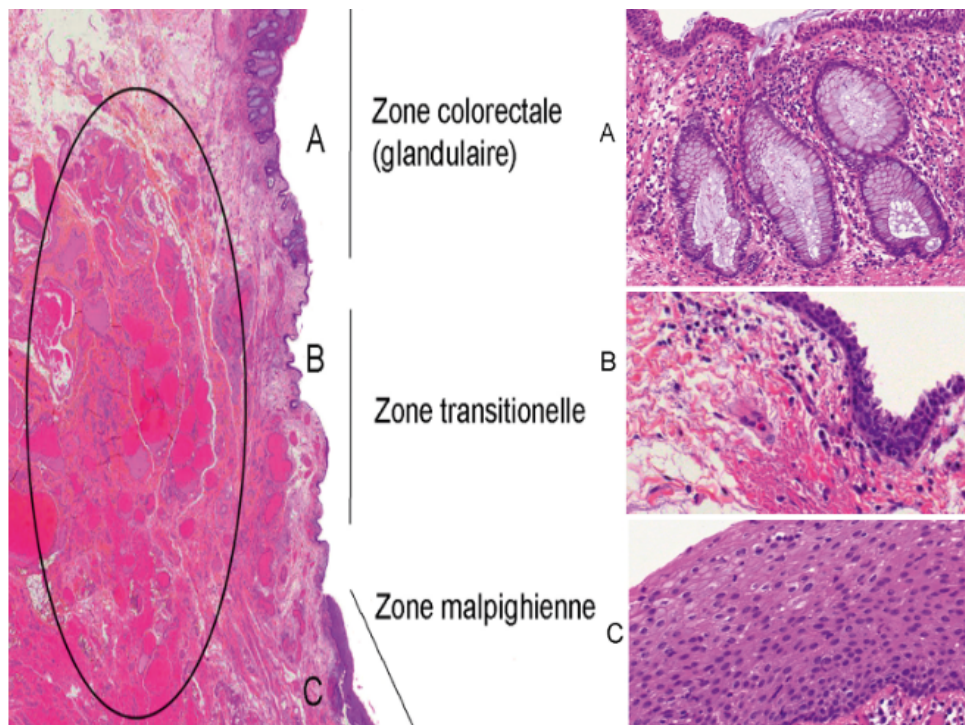 A
Zone colorectale
(glandulaire)
B
Zone transitionelle
Zone malpighienne
C
A
B
C